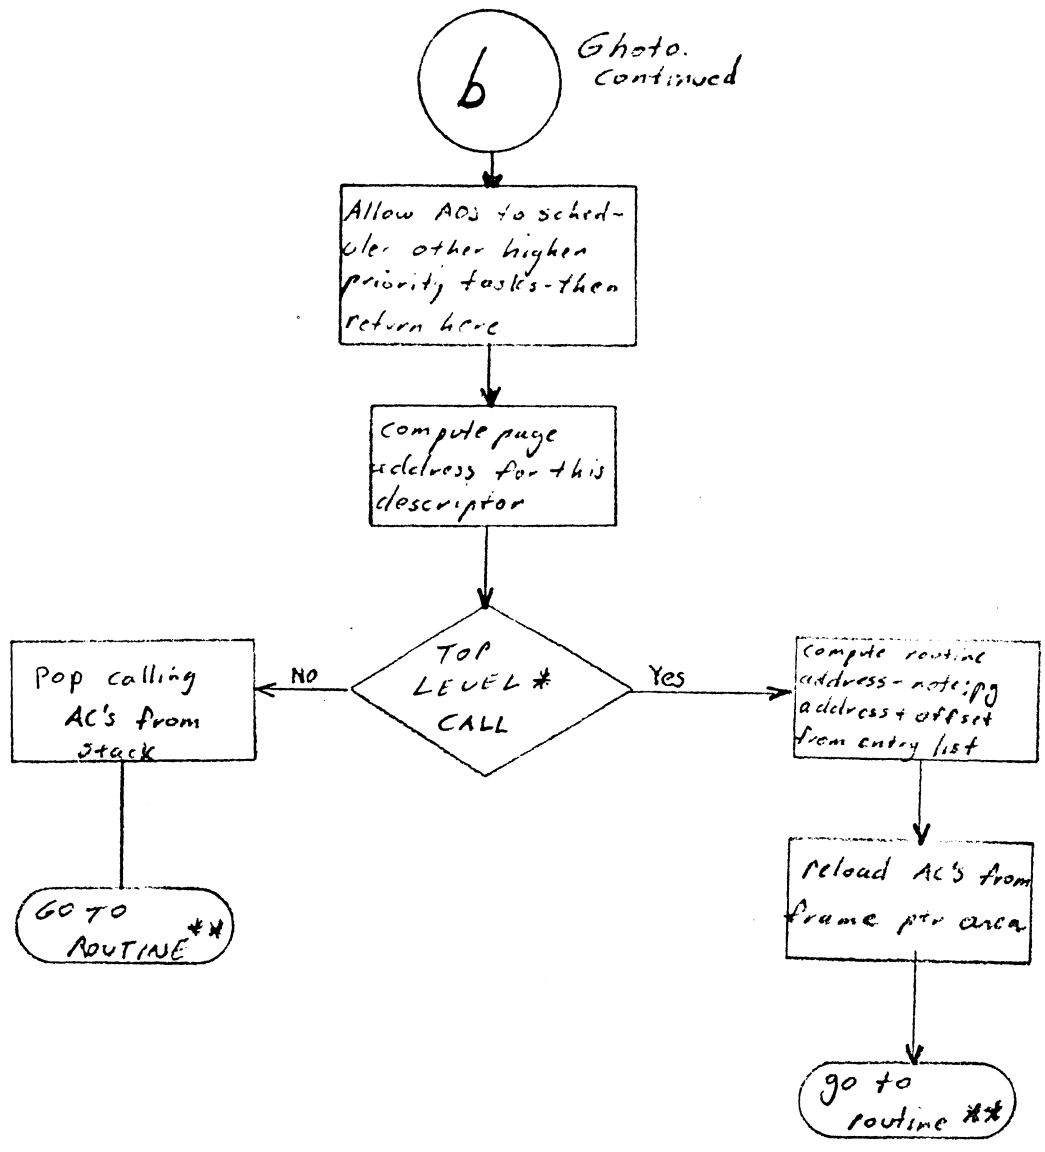 b
Ghoto.
continued
Allow AOS to sched-
uler other higher
priority tasks-then
return here
compute page
address for this
descriptor
TOP
LEVEL *
CALL
No
Yes
Pop calling
AC's from
stack
GO TO
ROUTINE **
compute routine
address-note:pg
address + offset
from entry list
reload AC's from
frame ptr area
go to
routine **